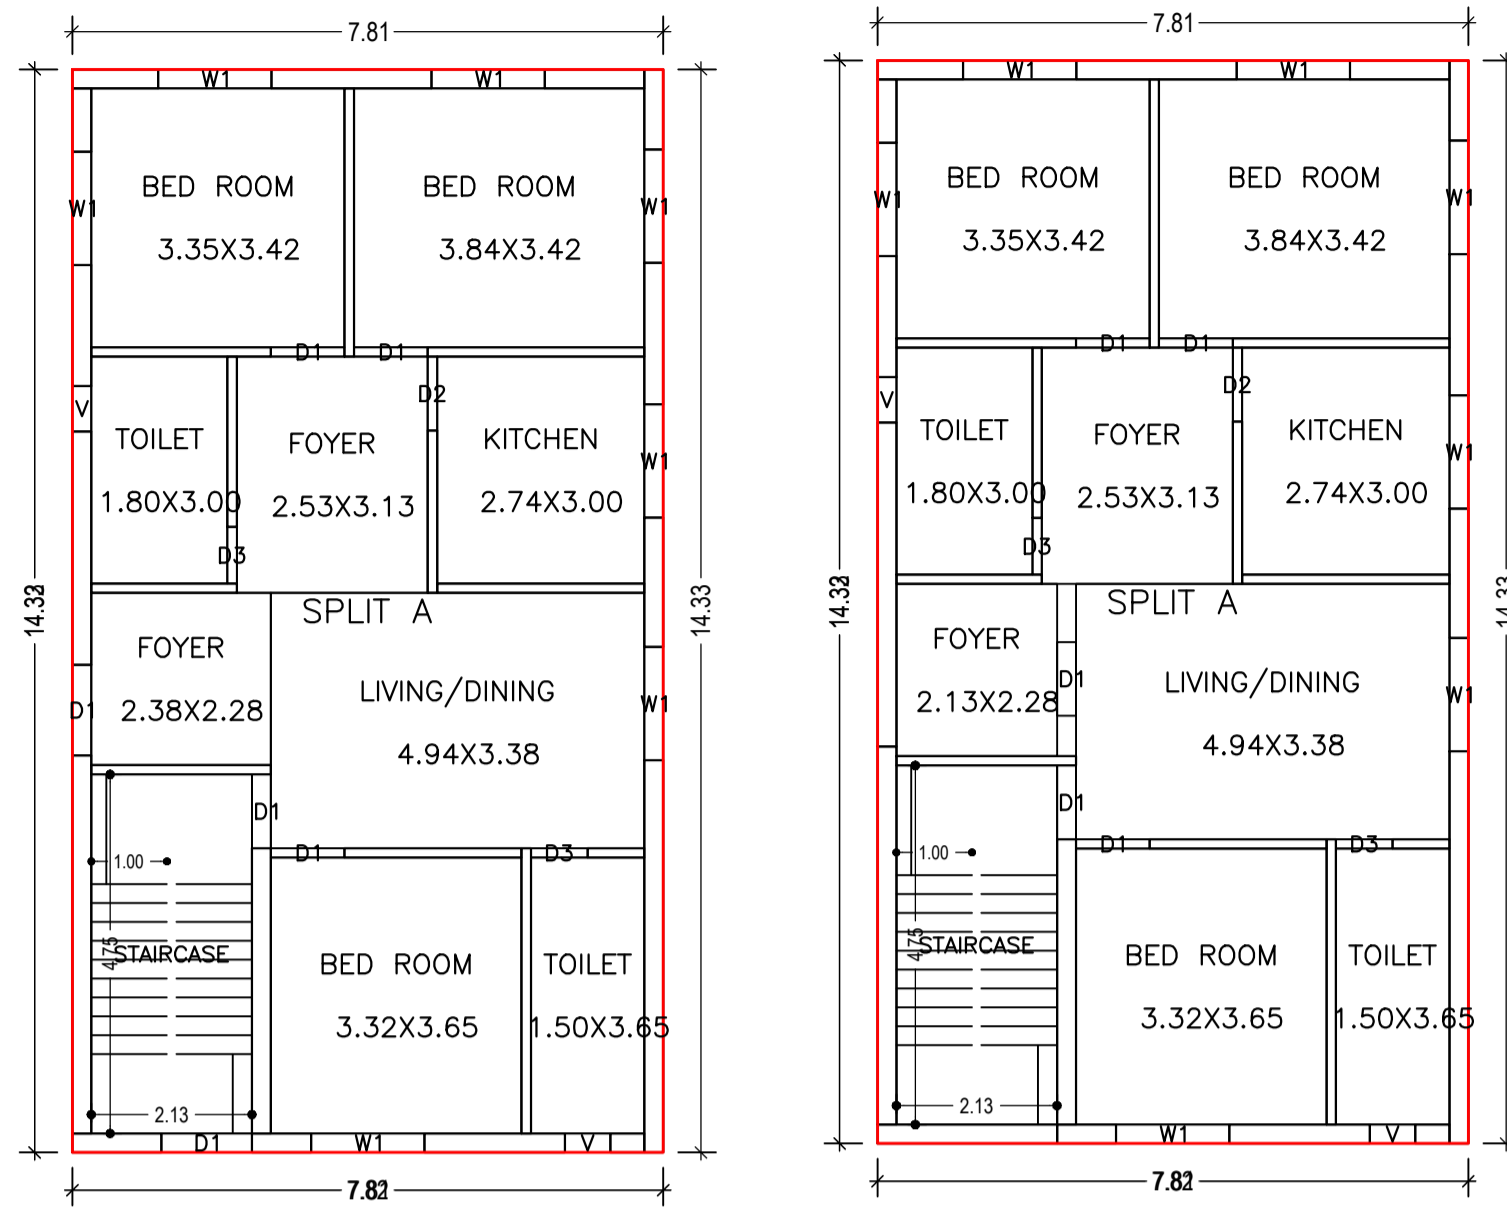 7.81
W1
W1
BED ROOM
3.35X3.42
BED ROOM
3.84X3.42
W1
W1
D1
D1
D2
V
TOILET
1.80X3.00
FOYER
2.53X3.13
KITCHEN
2.74X3.00
W1
D3
14.33
SPLIT A
FOYER
2.38X2.28
LIVING/DINING
4.94X3.38
D1
W1
D1
1.00
D1
D3
4.75
STAIRCASE
BED ROOM
3.32X3.65
TOILET
1.50X3.65
2.13
D1
W1
V
7.81
W1
W1
BED ROOM
3.35X3.42
BED ROOM
3.84X3.42
W1
W1
D1
D1
D2
V
TOILET
1.80X3.00
FOYER
2.53X3.13
KITCHEN
2.74X3.00
W1
D3
14.33
SPLIT A
FOYER
2.13X2.28
D1
LIVING/DINING
4.94X3.38
W1
D1
1.00
D1
D3
4.75
STAIRCASE
BED ROOM
3.32X3.65
TOILET
1.50X3.65
2.13
W1
V